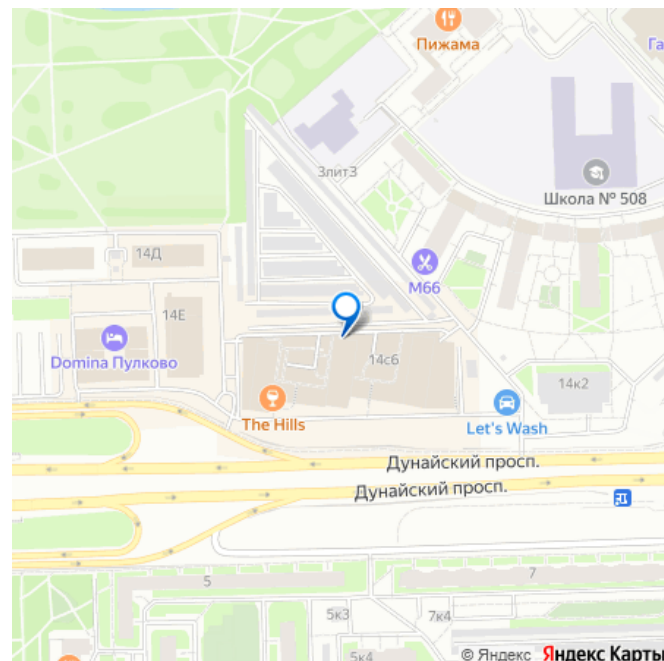 Пижама
Га
3литЗ
Школа № 508
14Д
М66
14Е
Domina Пулково
14с6
14к2
The Hills
Let's Wash
Дунайский просп.
Дунайский просп.
5
7
5к3
7к4
5к4
© Яндекс Яндекс Карты